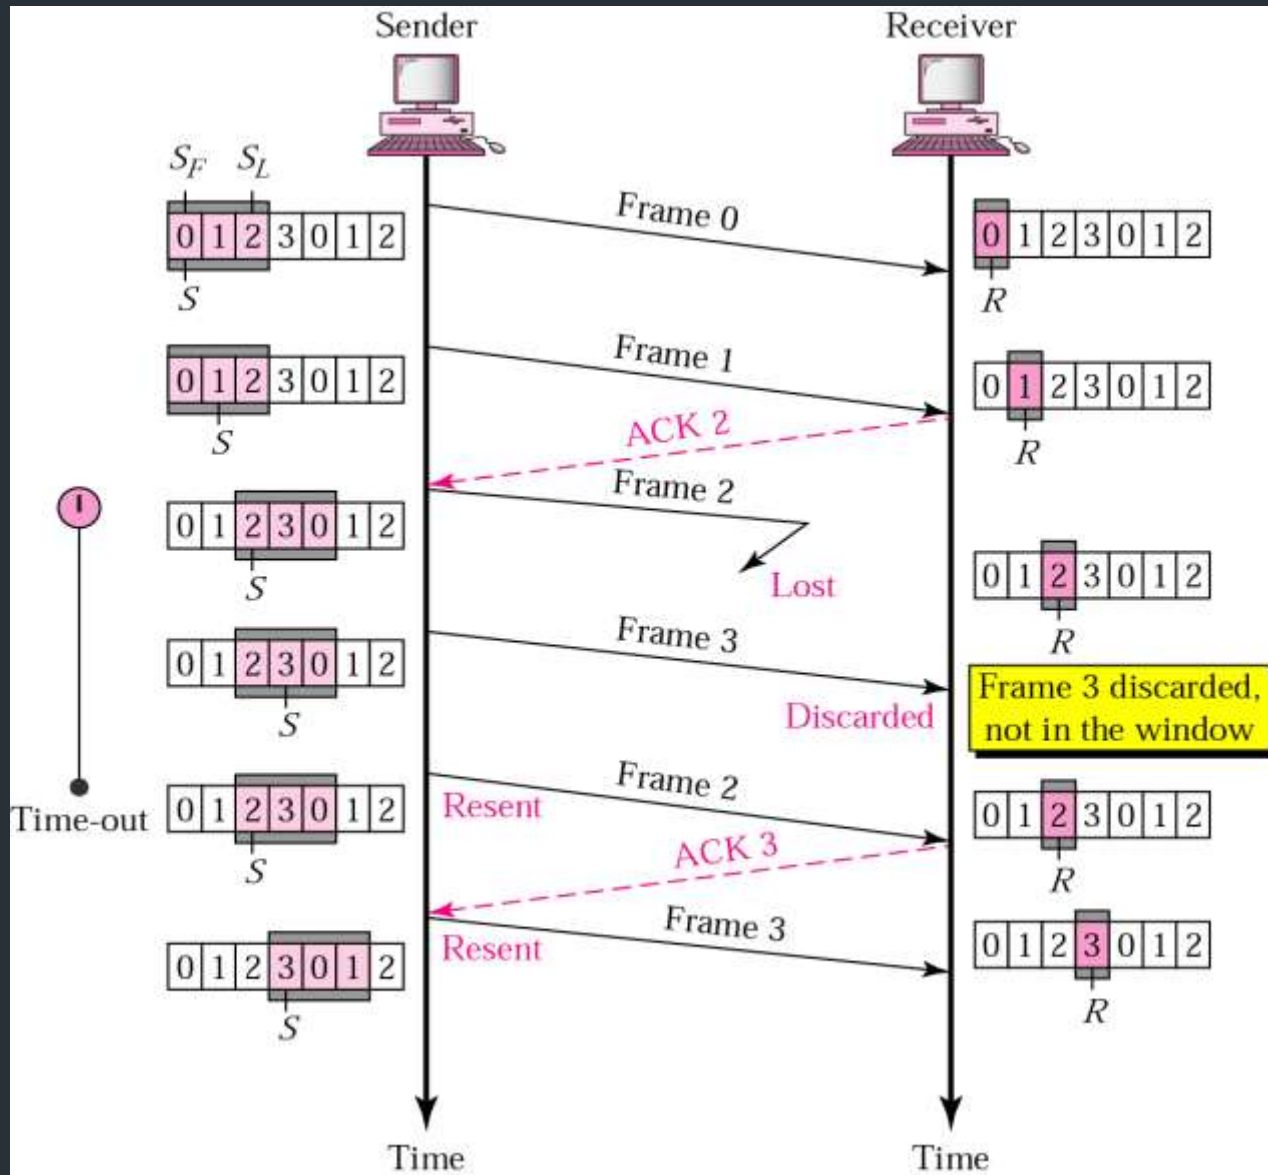 Sender Receiver
S_F S_L
Frame 0
0 1 2 3 0 1 2
0 1 2 3 0 1 2
S
R
Frame 1
0 1 2 3 0 1 2
0 1 2 3 0 1 2
S
ACK 2
R
Frame 2
0 1 2 3 0 1 2
S
Lost
0 1 2 3 0 1 2
R
Frame 3
0 1 2 3 0 1 2
S
Discarded
Frame 3 discarded,
not in the window
Time-out
Frame 2
0 1 2 3 0 1 2
Resent
0 1 2 3 0 1 2
S
ACK 3
R
Frame 3
0 1 2 3 0 1 2
Resent
0 1 2 3 0 1 2
S
R
Time Time